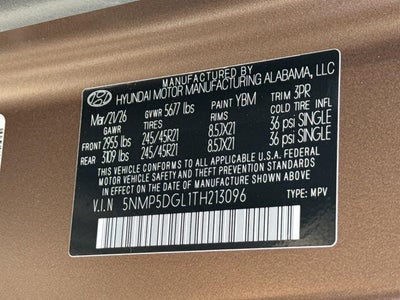 MANUFACTURED BY
HYUNDAI MOTOR MANUFACTURING ALABAMA, LLC
Mar/21/26 GVWR 5677 lbs PAINT YBM TRIM 3PR
GAWR TIRES RIMS COLD TIRE INF.
FRONT 2955 lbs 245/45R21 8.5JX21 36 psi SINGLE
REAR 3109 lbs 245/45R21 8.5JX21 36 psi SINGLE
THIS VEHICLE CONFORMS TO ALL APPLICABLE U.S.A. FEDERAL
MOTOR VEHICLE SAFETY AND THEFT PREVENTION STANDARDS
IN EFFECT ON THE DATE OF MANUFACTURE SHOWN ABOVE.
V.I.N 5NMP5DGL1TH213096 TYPE: MPV